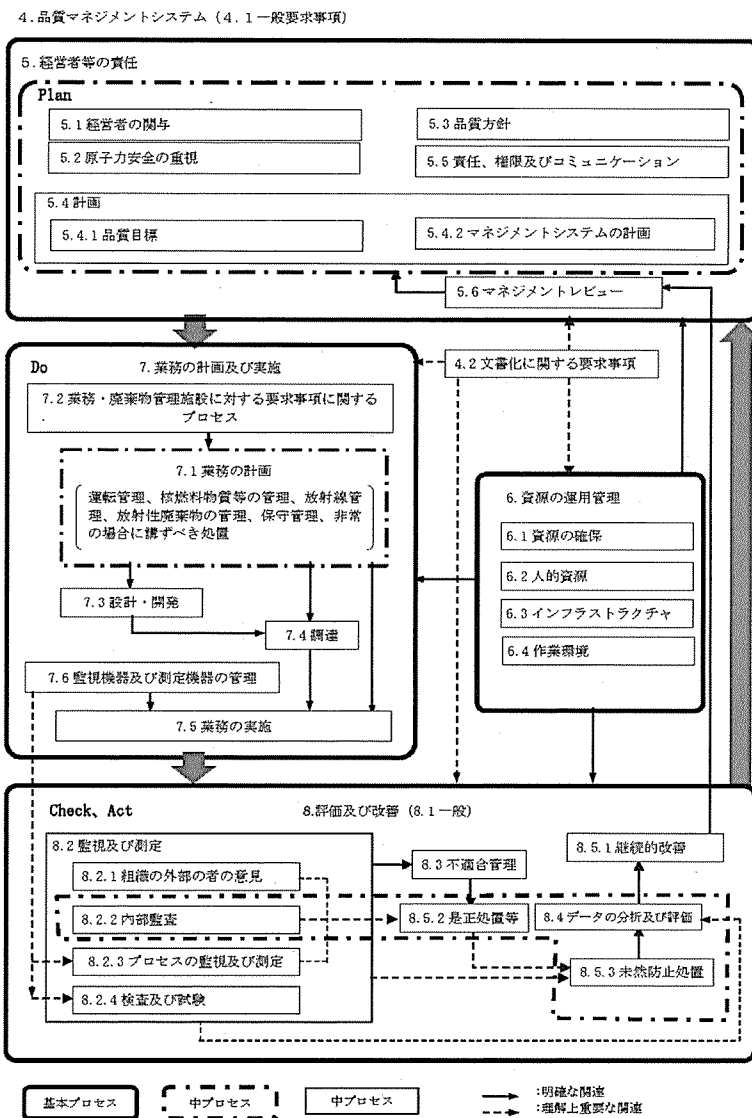 4.品質マネジメントシステム（4.1一般要求事項）
5.経営者等の責任
Plan
5.1経営者の関与
5.3品質方針
5.2原子力安全の重視
5.5責任、権限及びコミュニケーション
5.4計画
5.4.1品質目標
5.4.2マネジメントシステムの計画
5.6マネジメントレビュー
Do
7.業務の計画及び実施
4.2文書化に関する要求事項
7.2業務・廃棄物管理施設に対する要求事項に関する
プロセス
7.1業務の計画
運転管理、核燃料物質等の管理、放射線管
理、放射性廃棄物の管理、保守管理、非常
の場合に講ずべき処置
6.資源の運用管理
6.1資源の確保
6.2人的資源
6.3インフラストラクチャ
6.4作業環境
7.3設計・開発
7.4調達
7.6監視機器及び測定機器の管理
7.5業務の実施
Check、Act
8.評価及び改善（8.1一般）
8.2監視及び測定
8.2.1組織の外部の者の意見
8.2.2内部監査
8.2.3プロセスの監視及び測定
8.2.4検査及び試験
8.3不適合管理
8.5.1継続的改善
8.5.2是正処置等
8.4データの分析及び評価
8.5.3未然防止処置
基本プロセス
中プロセス
中プロセス
:明確な関連
:理解上重要な関連